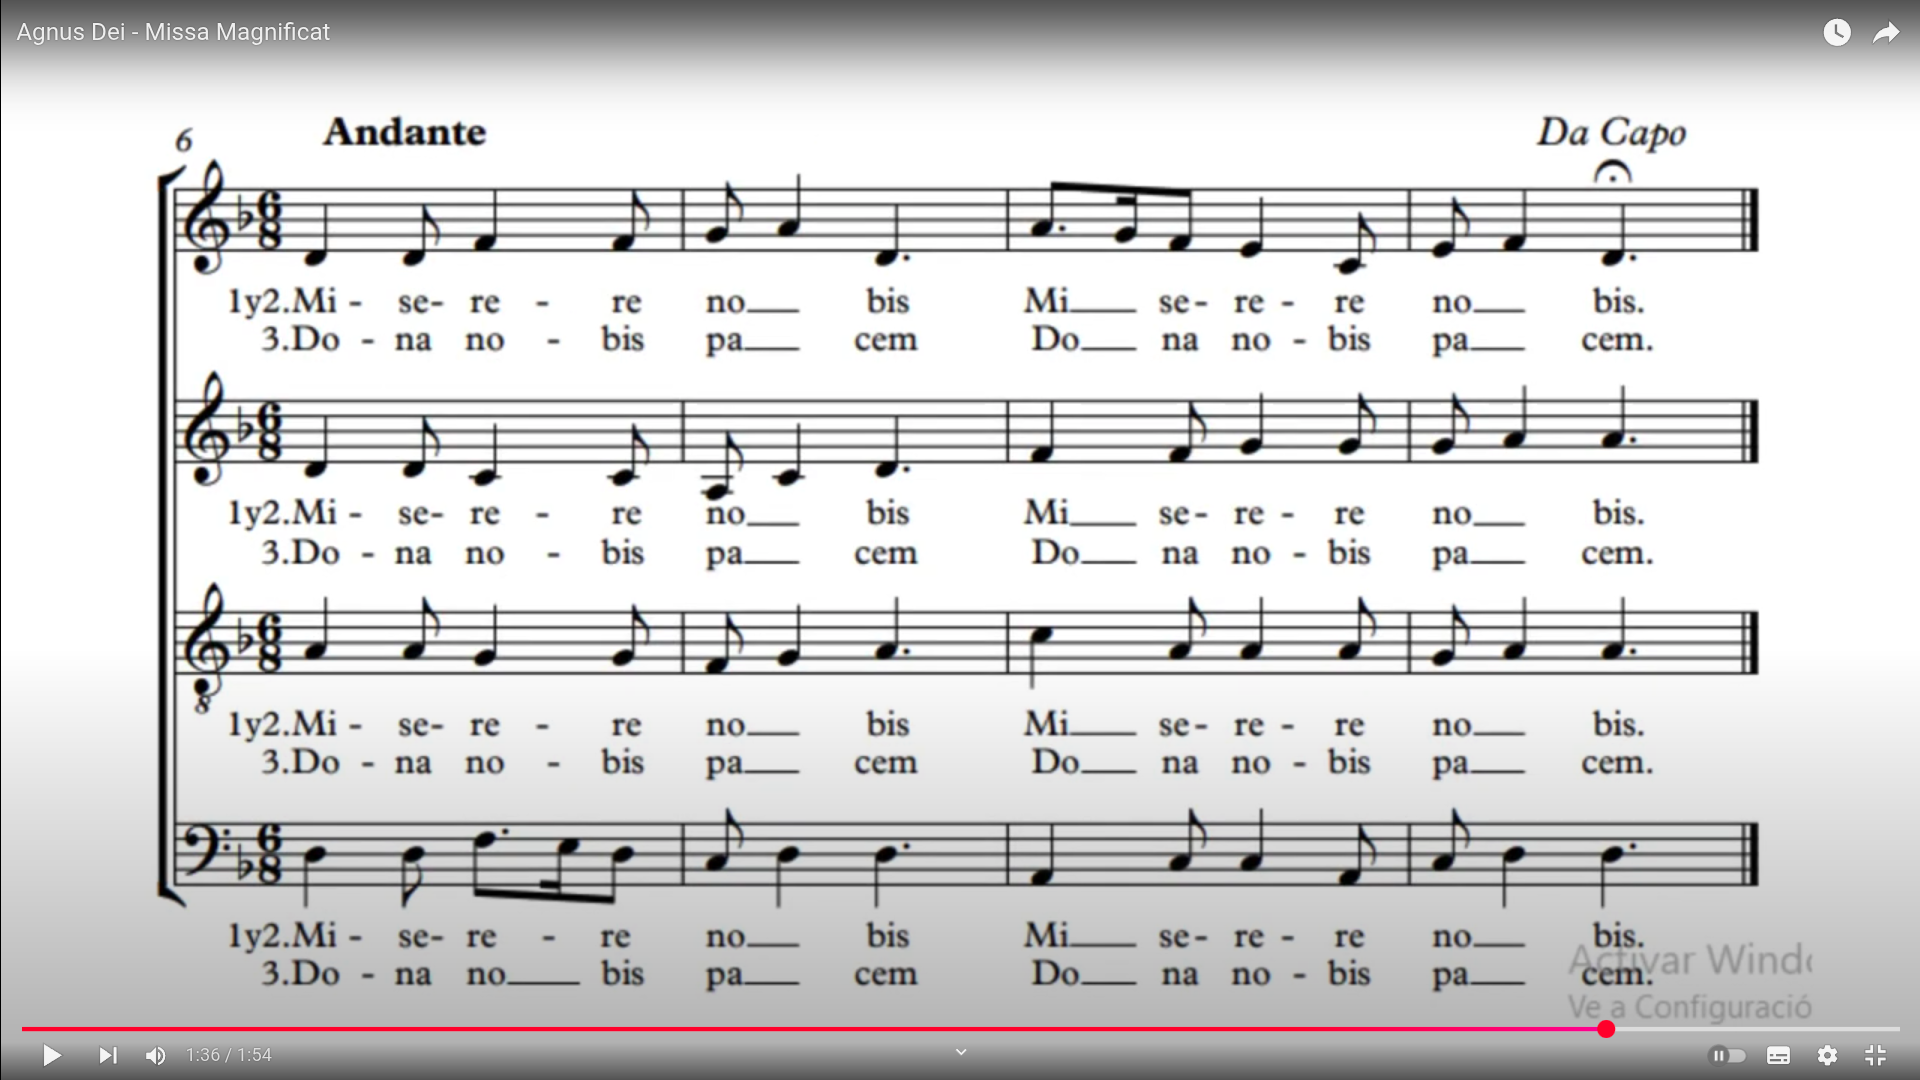 Agnus Dei - Missa Magnificat
6 Andante Da Capo
1y2.Mi - se- re - re no__ bis Mi__ se- re - re no__ bis.
3.Do - na no - bis pa__ cem Do__ na no - bis pa__ cem.
1y2.Mi - se- re - re no__ bis Mi__ se- re - re no__ bis.
3.Do - na no - bis pa__ cem Do__ na no - bis pa__ cem.
8
1y2.Mi - se- re - re no__ bis Mi__ se- re - re no__ bis.
3.Do - na no - bis pa__ cem Do__ na no - bis pa__ cem.
1y2.Mi - se- re - re no__ bis Mi__ se- re - re no__ bis.
3.Do - na no__ bis pa__ cem Do__ na no - bis pa__ cem.
Activar Windo
Ve a Configuració
1:36 / 1:54